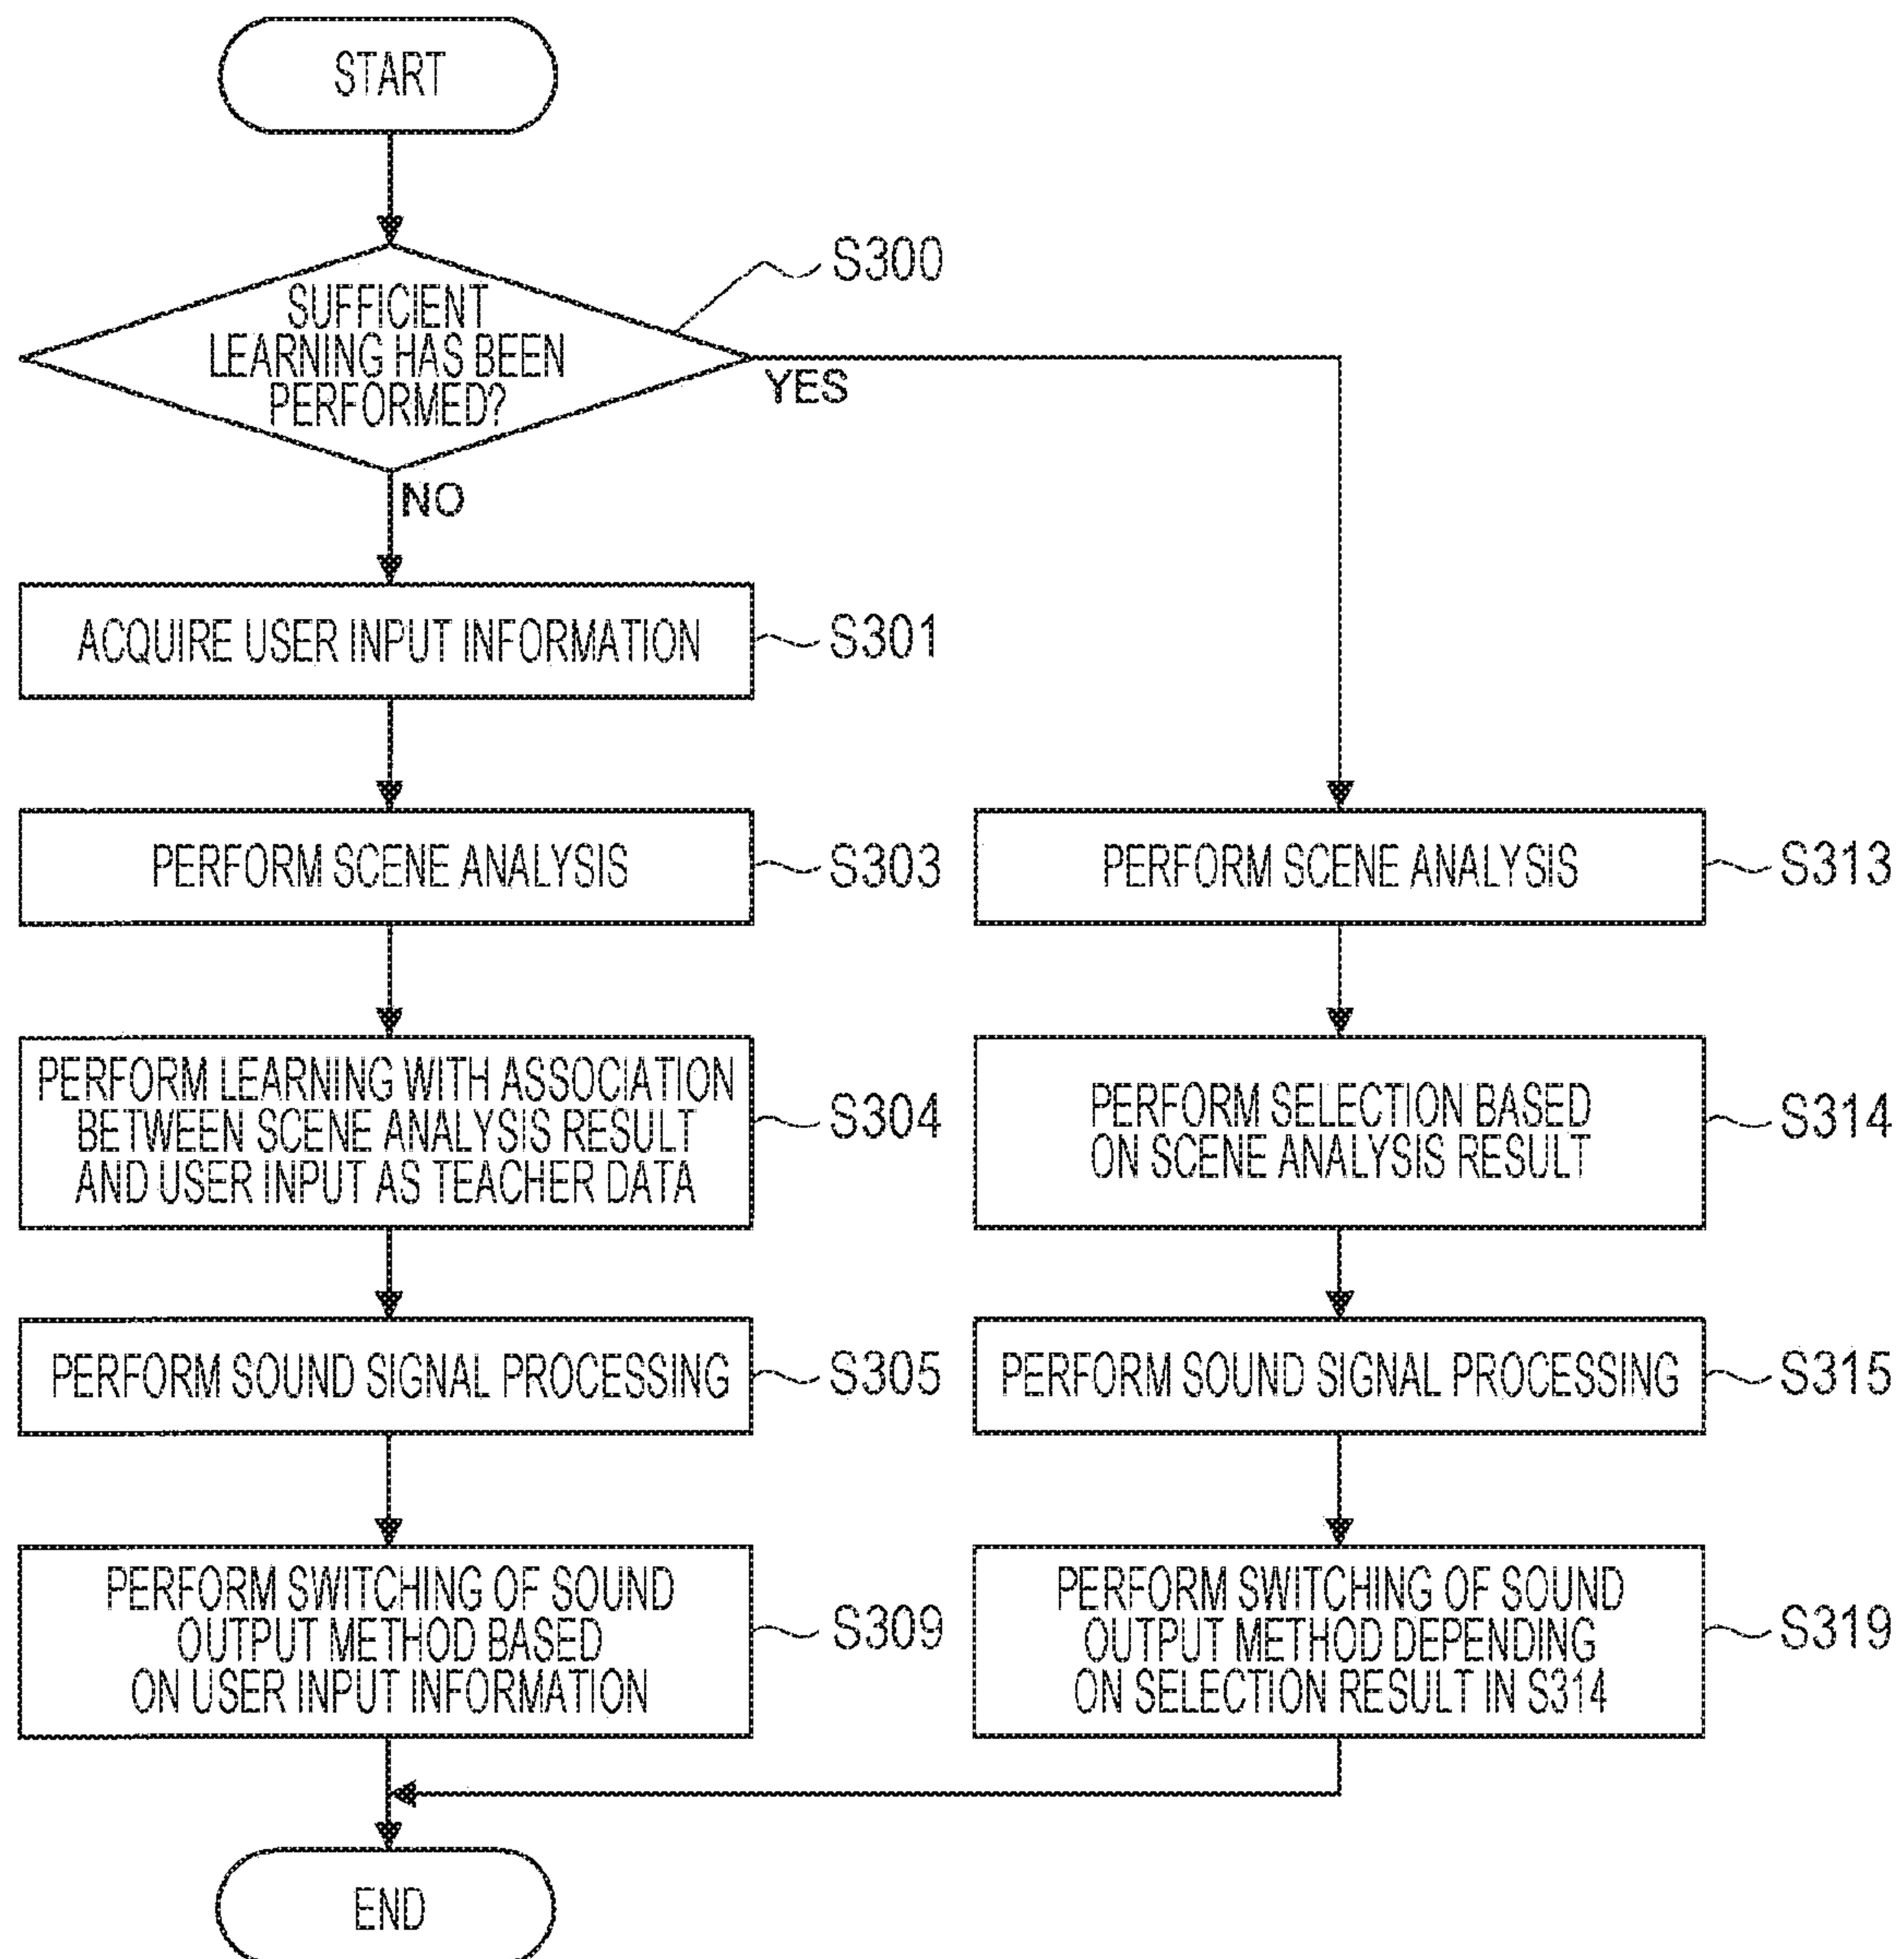 START
S300
SUFFICIENT
LEARNING HAS BEEN
PERFORMED?
YES
NO
ACQUIRE USER INPUT INFORMATION
S301
PERFORM SCENE ANALYSIS
S303
PERFORM SCENE ANALYSIS
S313
PERFORM LEARNING WITH ASSOCIATION
BETWEEN SCENE ANALYSIS RESULT
AND USER INPUT AS TEACHER DATA
S304
PERFORM SELECTION BASED
ON SCENE ANALYSIS RESULT
S314
PERFORM SOUND SIGNAL PROCESSING
S305
PERFORM SOUND SIGNAL PROCESSING
S315
PERFORM SWITCHING OF SOUND
OUTPUT METHOD BASED
ON USER INPUT INFORMATION
S309
PERFORM SWITCHING OF SOUND
OUTPUT METHOD DEPENDING
ON SELECTION RESULT IN S314
S319
END